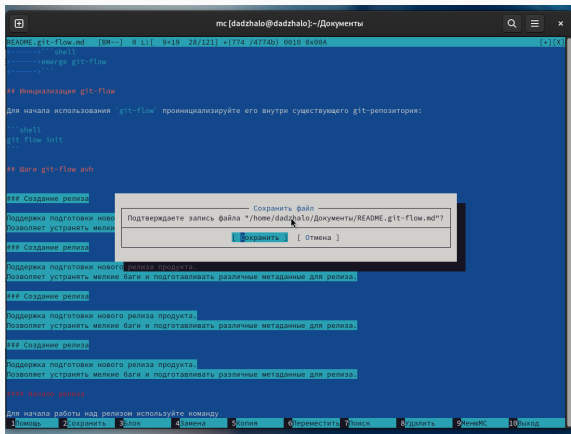 mc [dadzhalo@dadzhalo]:~/Документы
README.git-flow.md [BM--] 0 L:[ 9+19 28/121] *(774 /4774b) 0010 0x00A [*][X]
<------>```shell
<------>emerge git-flow
<------>```
## Инициализация git-flow
Для начала использования `git-flow` проинициализируйте его внутри существующего git-репозитория:
```shell
git flow init
```
## Шаги git-flow avh
### Создание релиза
Поддержка подготовки ново
Позволяет устранять мелки
### Создание релиза
Сохранить файл
Подтверждаете запись файла "/home/dadzhalo/Документы/README.git-flow.md"?
[ Сохранить ] [ Отмена ]
Поддержка подготовки нового релиза продукта.
Позволяет устранять мелкие баги и подготавливать различные метаданные для релиза.
### Создание релиза
Поддержка подготовки нового релиза продукта.
Позволяет устранять мелкие баги и подготавливать различные метаданные для релиза.
### Создание релиза
Поддержка подготовки нового релиза продукта.
Позволяет устранять мелкие баги и подготавливать различные метаданные для релиза.
Для начала работы над релизом используйте команду
1Помощь 2Сохранить 3Блок 4Замена 5Копия 6Переместить 7Поиск 8Удалить 9МенюMC 10Выход